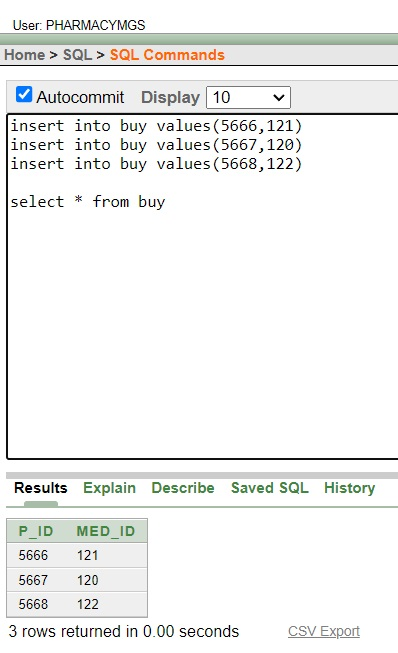 User: PHARMACYMGS
Home > SQL > SQL Commands
Autocommit Display 10
insert into buy values(5666,121)
insert into buy values(5667,120)
insert into buy values(5668,122)
select * from buy
Results Explain Describe Saved SQL History
P_ID MED_ID
5666 121
5667 120
5668 122
3 rows returned in 0.00 seconds CSV Export